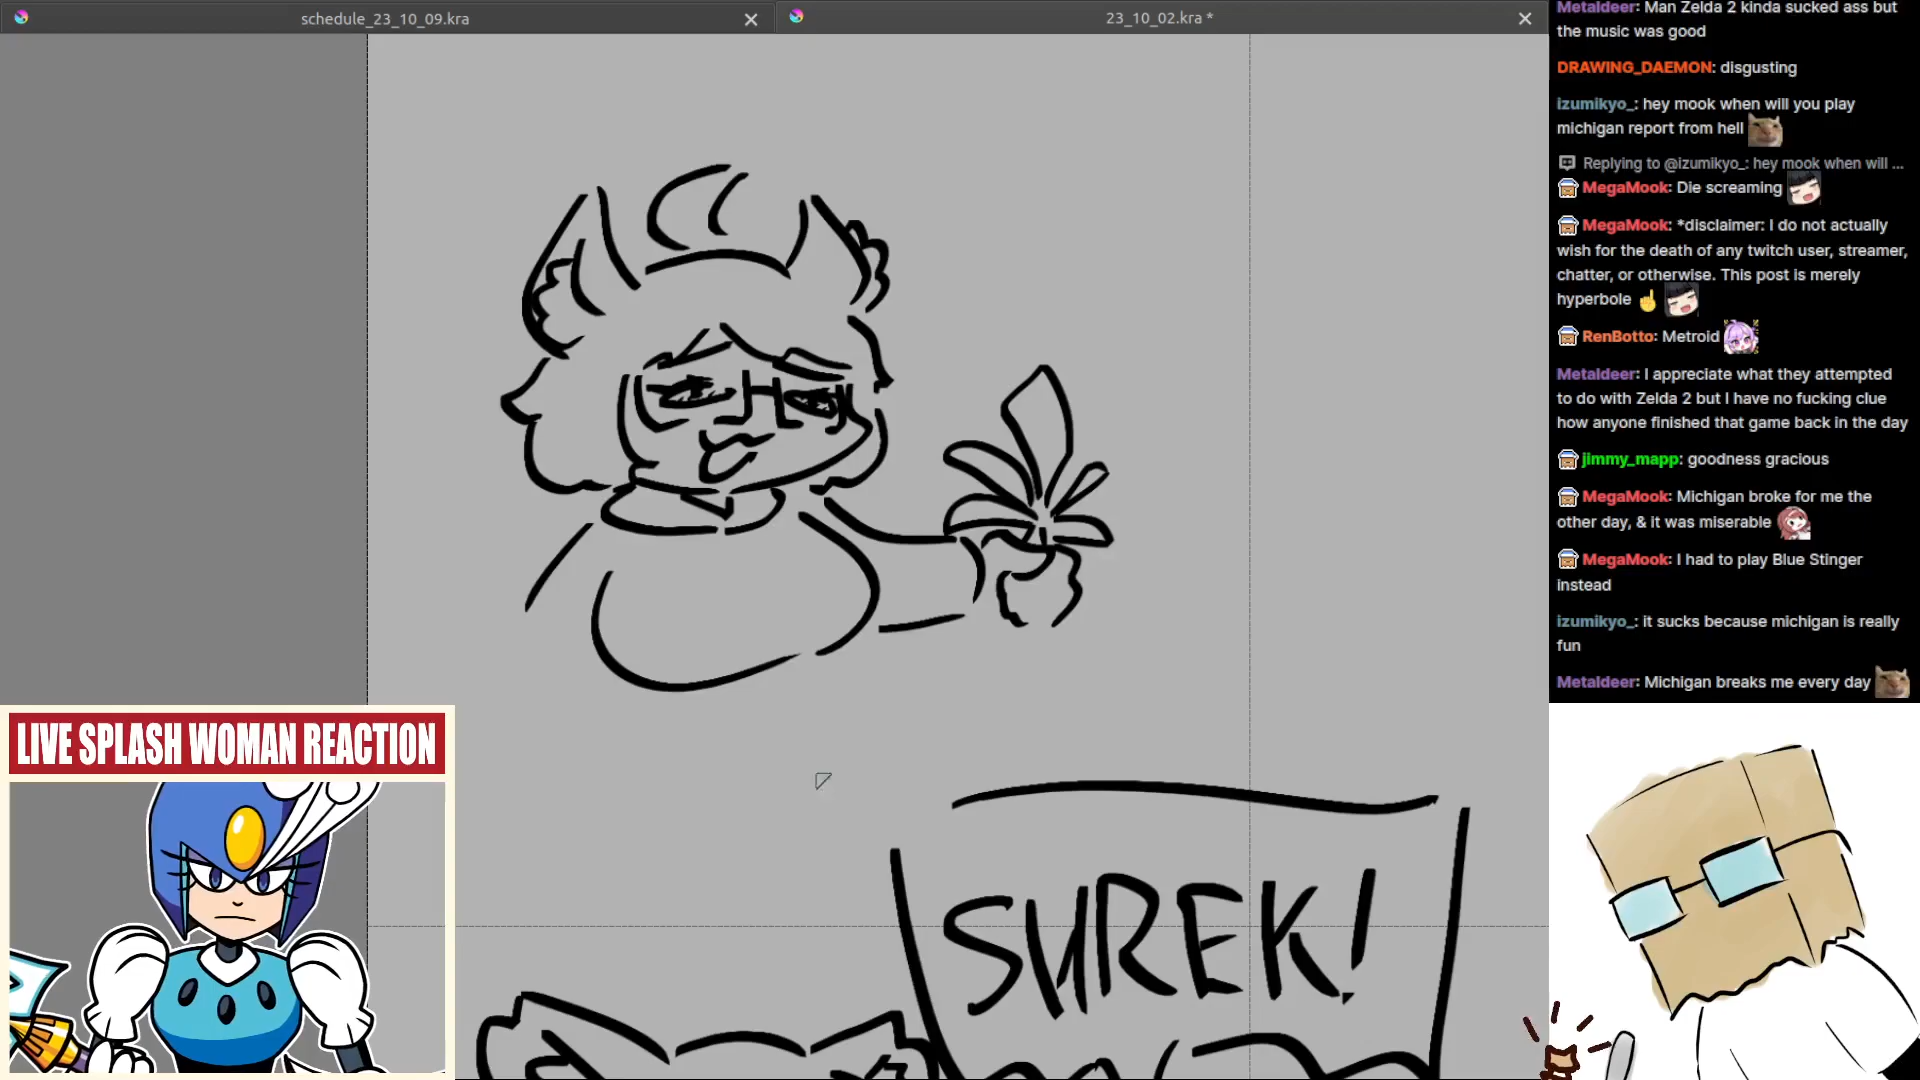 schedule_23_10_09.kra
23_10_02.kra *
Metaldeer: Man Zelda 2 kinda sucked ass but
the music was good
DRAWING_DAEMON: disgusting
izumikyo_: hey mook when will you play
michigan report from hell
Replying to @izumikyo_: hey mook when will ...
MegaMook: Die screaming
MegaMook: *disclaimer: I do not actually
wish for the death of any twitch user, streamer,
chatter, or otherwise. This post is merely
hyperbole
RenBotto: Metroid
Metaldeer: I appreciate what they attempted
to do with Zelda 2 but I have no fucking clue
how anyone finished that game back in the day
jimmy_mapp: goodness gracious
MegaMook: Michigan broke for me the
other day, & it was miserable
MegaMook: I had to play Blue Stinger
instead
izumikyo_: it sucks because michigan is really
fun
Metaldeer: Michigan breaks me every day
LIVE SPLASH WOMAN REACTION
SHREK!